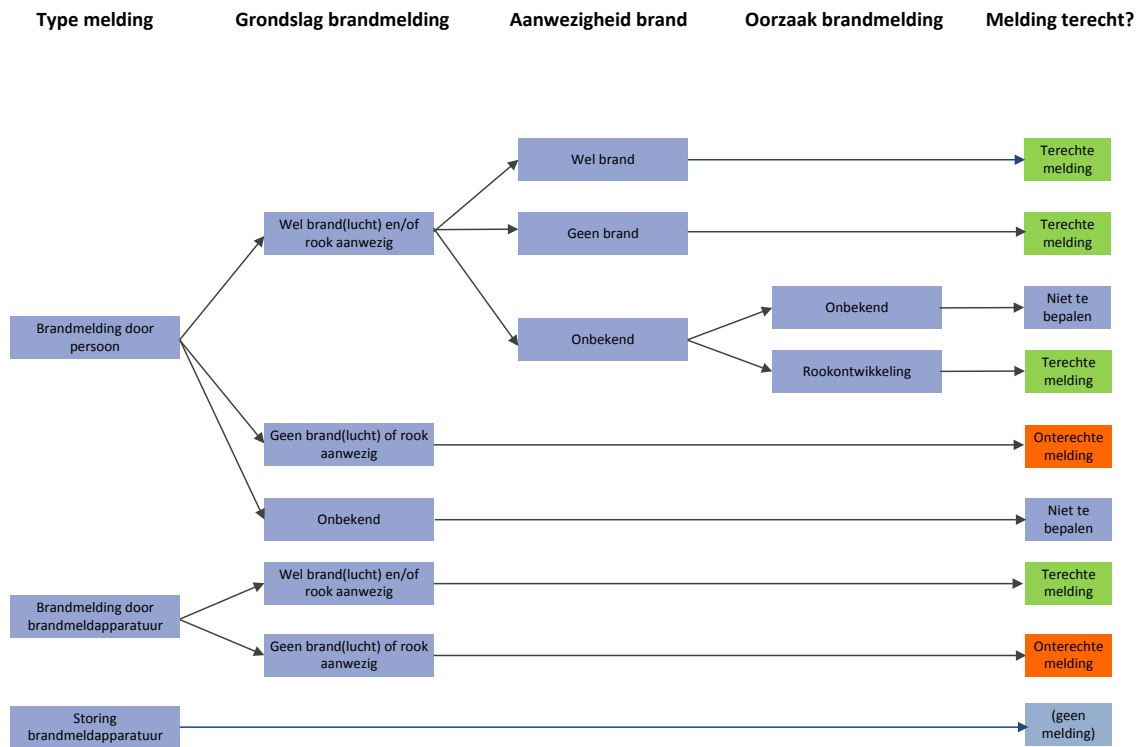 Type melding
Grondslag brandmelding
Aanwezigheid brand
Oorzaak brandmelding
Melding terecht?
Wel brand
Terechte
melding
Wel brand(lucht) en/of
rook aanwezig
Geen brand
Terechte
melding
Brandmelding door
persoon
Onbekend
Onbekend
Niet te
bepalen
Rookontwikkeling
Terechte
melding
Geen brand(lucht) of rook
aanwezig
Onterechte
melding
Onbekend
Niet te
bepalen
Brandmelding door
brandmeldapparatuur
Wel brand(lucht) en/of
rook aanwezig
Terechte
melding
Geen brand(lucht) of rook
aanwezig
Onterechte
melding
Storing
brandmeldapparatuur
(geen
melding)